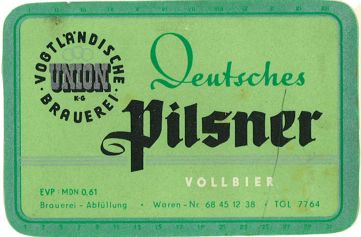 VOGTLÄNDISCHE
UNION
K-G
BRAUEREI
Deutsches
Pilsner
VOLLBIER
EVP: MDN 0,61
Brauerei - Abfüllung • Waren - Nr. 68 45 12 38 • TGL 7764